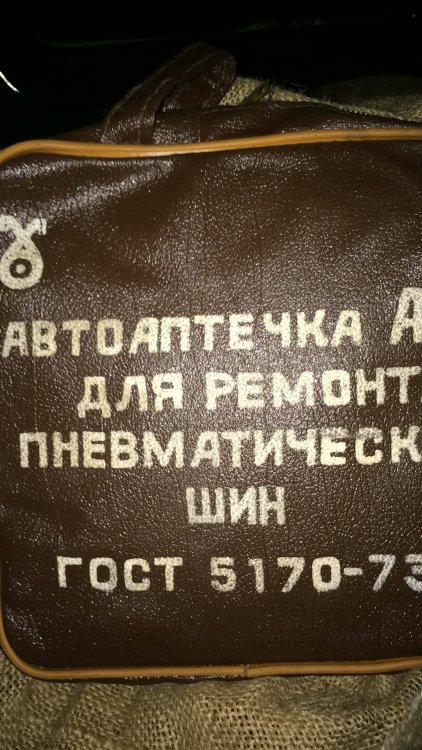 АВТОАПТЕЧКА А
ДЛЯ РЕМОНТ
ПНЕВМАТИЧЕСК
ШИН
ГОСТ 5170-73